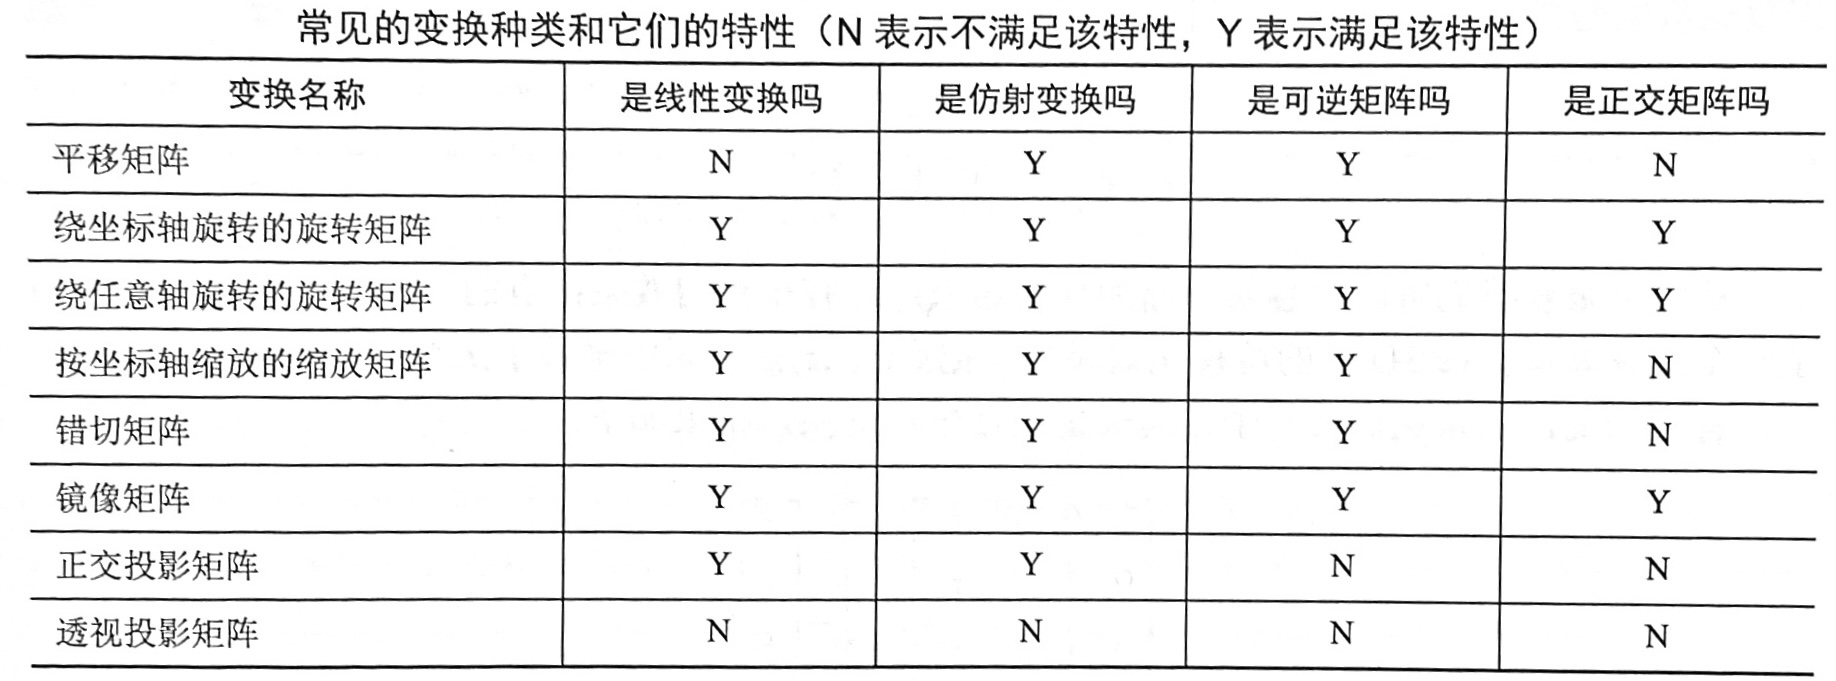 常见的变换种类和它们的特性（N 表示不满足该特性，Y 表示满足该特性）
变换名称 是线性变换吗 是仿射变换吗 是可逆矩阵吗 是正交矩阵吗
平移矩阵 N Y Y N
绕坐标轴旋转的旋转矩阵 Y Y Y Y
绕任意轴旋转的旋转矩阵 Y Y Y Y
按坐标轴缩放的缩放矩阵 Y Y Y N
错切矩阵 Y Y Y N
镜像矩阵 Y Y Y Y
正交投影矩阵 Y Y N N
透视投影矩阵 N N N N